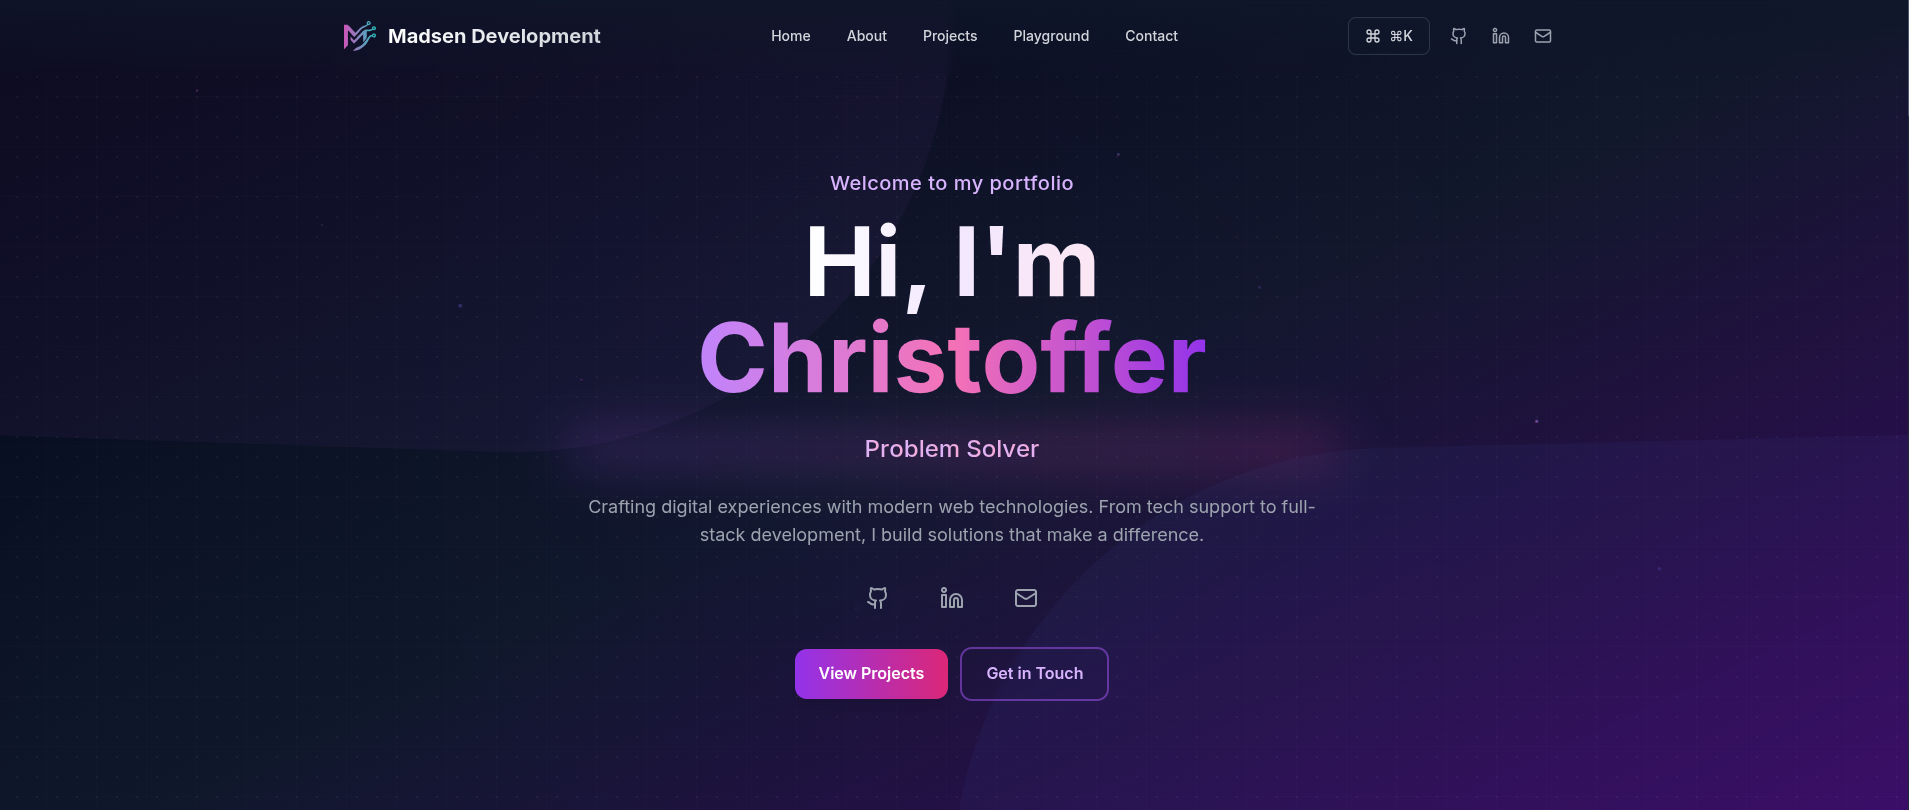 Madsen Development
Home
About
Projects
Playground
Contact
⌘ ⌘K
Welcome to my portfolio
Hi, I'm
Christoffer
Problem Solver
Crafting digital experiences with modern web technologies. From tech support to full-
stack development, I build solutions that make a difference.
View Projects
Get in Touch